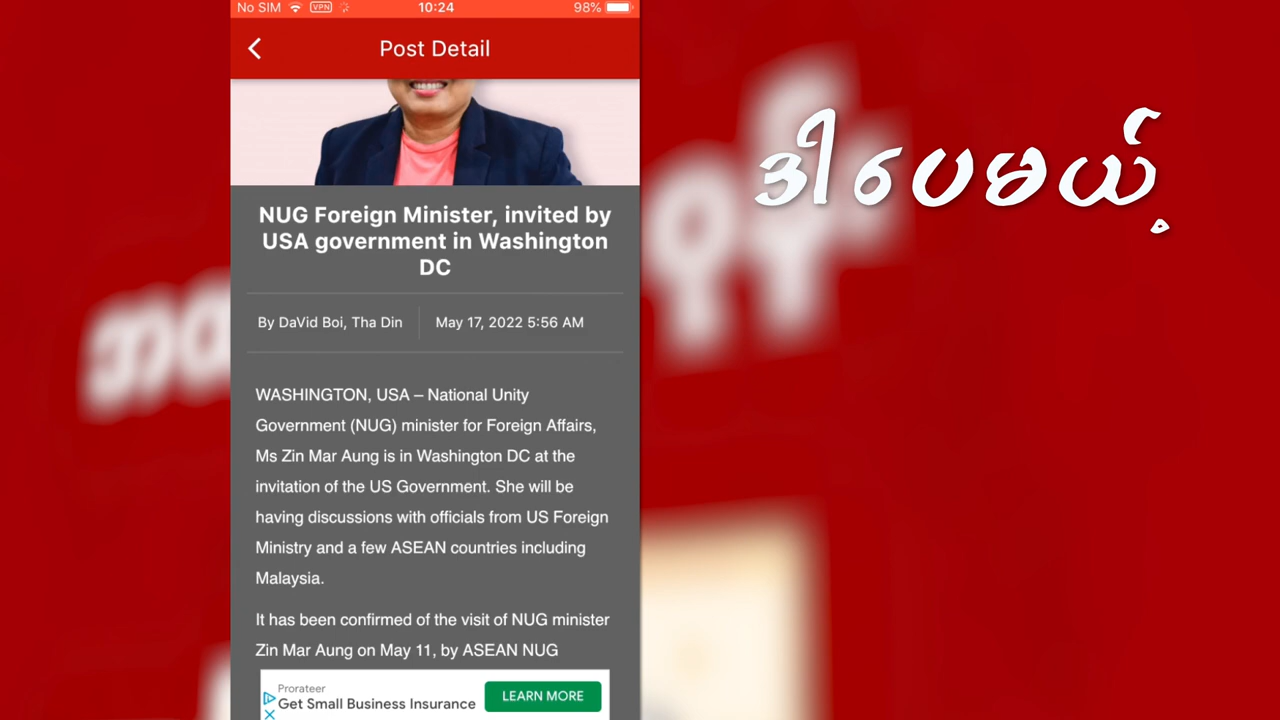 No SIM VPN 10:24 98%
Post Detail
ဒါပေမယ့်
NUG Foreign Minister, invited by
USA government in Washington
DC
By DaVid Boi, Tha Din May 17, 2022 5:56 AM
WASHINGTON, USA – National Unity
Government (NUG) minister for Foreign Affairs,
Ms Zin Mar Aung is in Washington DC at the
invitation of the US Government. She will be
having discussions with officials from US Foreign
Ministry and a few ASEAN countries including
Malaysia.
It has been confirmed of the visit of NUG minister
Zin Mar Aung on May 11, by ASEAN NUG
Prorateer
Get Small Business Insurance
LEARN MORE